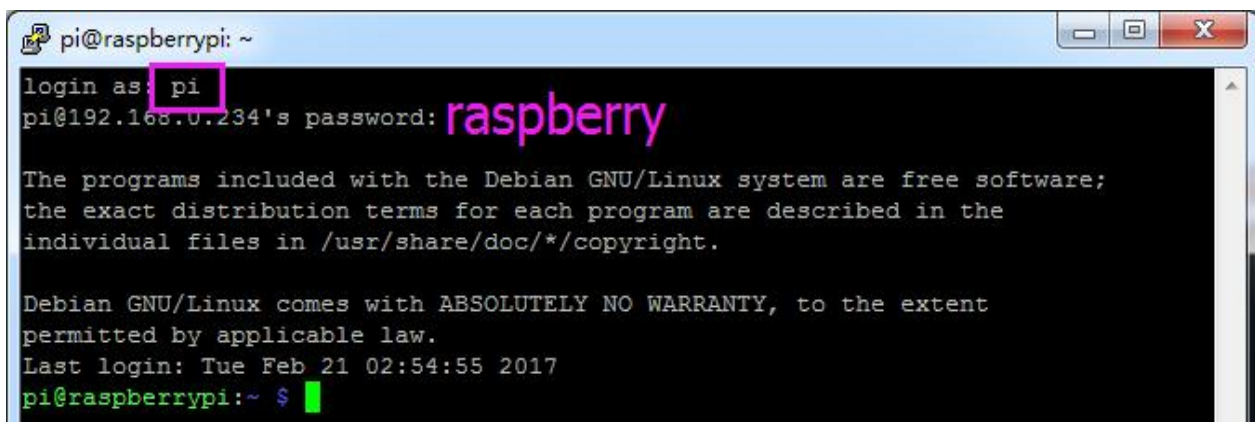 pi@raspberrypi: ~
login as: pi
pi@192.168.0.234's password: raspberry
The programs included with the Debian GNU/Linux system are free software;
the exact distribution terms for each program are described in the
individual files in /usr/share/doc/*/copyright.
Debian GNU/Linux comes with ABSOLUTELY NO WARRANTY, to the extent
permitted by applicable law.
Last login: Tue Feb 21 02:54:55 2017
pi@raspberrypi:~ $